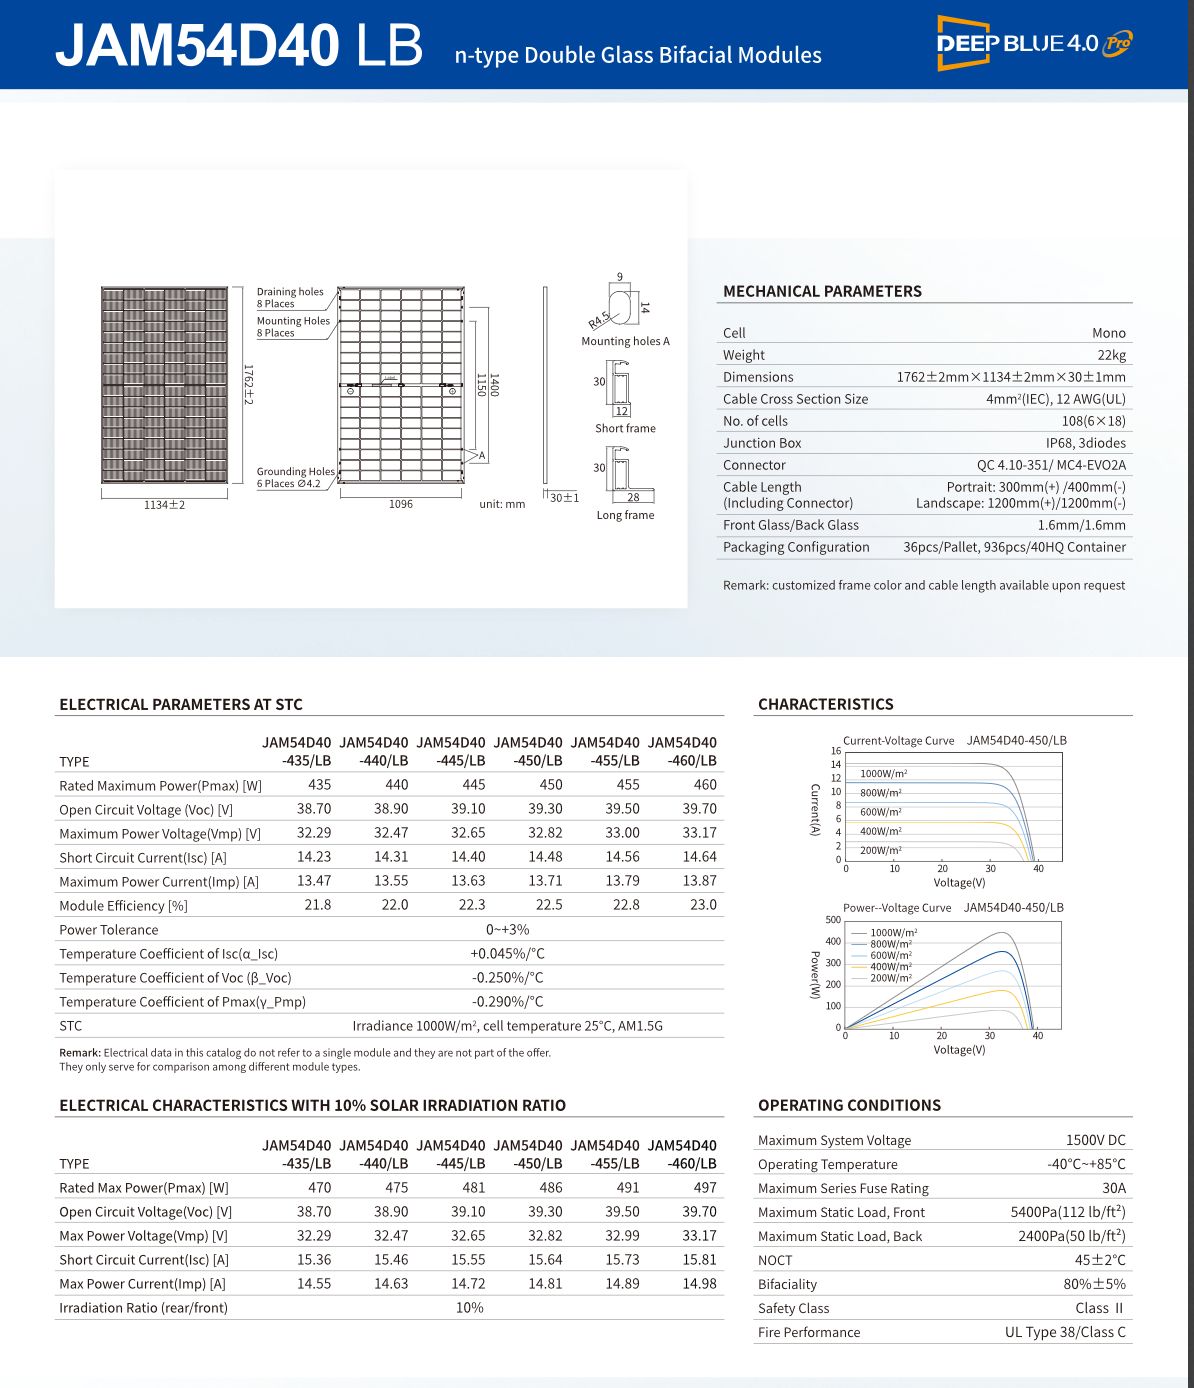 JAM54D40 LB n-type Double Glass Bifacial Modules DEEP BLUE 4.0 Pro
Draining holes
8 Places
Mounting Holes
8 Places
Grounding Holes
6 Places Ø4.2
1762±2
1134±2
1096
1150
1400
A
unit: mm
30±1
9
14
R4.5
Mounting holes A
30
12
Short frame
30
28
Long frame
MECHANICAL PARAMETERS
Cell Mono
Weight 22kg
Dimensions 1762±2mm×1134±2mm×30±1mm
Cable Cross Section Size 4mm²(IEC), 12 AWG(UL)
No. of cells 108(6×18)
Junction Box IP68, 3diodes
Connector QC 4.10-351/ MC4-EVO2A
Cable Length Portrait: 300mm(+) /400mm(-)
(Including Connector) Landscape: 1200mm(+)/1200mm(-)
Front Glass/Back Glass 1.6mm/1.6mm
Packaging Configuration 36pcs/Pallet, 936pcs/40HQ Container
Remark: customized frame color and cable length available upon request
ELECTRICAL PARAMETERS AT STC
JAM54D40 JAM54D40 JAM54D40 JAM54D40 JAM54D40 JAM54D40
TYPE -435/LB -440/LB -445/LB -450/LB -455/LB -460/LB
Rated Maximum Power(Pmax) [W] 435 440 445 450 455 460
Open Circuit Voltage (Voc) [V] 38.70 38.90 39.10 39.30 39.50 39.70
Maximum Power Voltage(Vmp) [V] 32.29 32.47 32.65 32.82 33.00 33.17
Short Circuit Current(Isc) [A] 14.23 14.31 14.40 14.48 14.56 14.64
Maximum Power Current(Imp) [A] 13.47 13.55 13.63 13.71 13.79 13.87
Module Efficiency [%] 21.8 22.0 22.3 22.5 22.8 23.0
Power Tolerance 0~+3%
Temperature Coefficient of Isc(α_Isc) +0.045%/°C
Temperature Coefficient of Voc (β_Voc) -0.250%/°C
Temperature Coefficient of Pmax(γ_Pmp) -0.290%/°C
STC Irradiance 1000W/m², cell temperature 25°C, AM1.5G
Remark: Electrical data in this catalog do not refer to a single module and they are not part of the offer.
They only serve for comparison among different module types.
CHARACTERISTICS
Current-Voltage Curve JAM54D40-450/LB
16
14
12
10
8
6
4
2
0
Current(A)
1000W/m²
800W/m²
600W/m²
400W/m²
200W/m²
0 10 20 30 40
Voltage(V)
Power--Voltage Curve JAM54D40-450/LB
500
400
300
200
100
0
Power(W)
1000W/m²
800W/m²
600W/m²
400W/m²
200W/m²
0 10 20 30 40
Voltage(V)
ELECTRICAL CHARACTERISTICS WITH 10% SOLAR IRRADIATION RATIO
JAM54D40 JAM54D40 JAM54D40 JAM54D40 JAM54D40 JAM54D40
TYPE -435/LB -440/LB -445/LB -450/LB -455/LB -460/LB
Rated Max Power(Pmax) [W] 470 475 481 486 491 497
Open Circuit Voltage(Voc) [V] 38.70 38.90 39.10 39.30 39.50 39.70
Max Power Voltage(Vmp) [V] 32.29 32.47 32.65 32.82 32.99 33.17
Short Circuit Current(Isc) [A] 15.36 15.46 15.55 15.64 15.73 15.81
Max Power Current(Imp) [A] 14.55 14.63 14.72 14.81 14.89 14.98
Irradiation Ratio (rear/front) 10%
OPERATING CONDITIONS
Maximum System Voltage 1500V DC
Operating Temperature -40°C~+85°C
Maximum Series Fuse Rating 30A
Maximum Static Load, Front 5400Pa(112 lb/ft²)
Maximum Static Load, Back 2400Pa(50 lb/ft²)
NOCT 45±2°C
Bifaciality 80%±5%
Safety Class Class II
Fire Performance UL Type 38/Class C